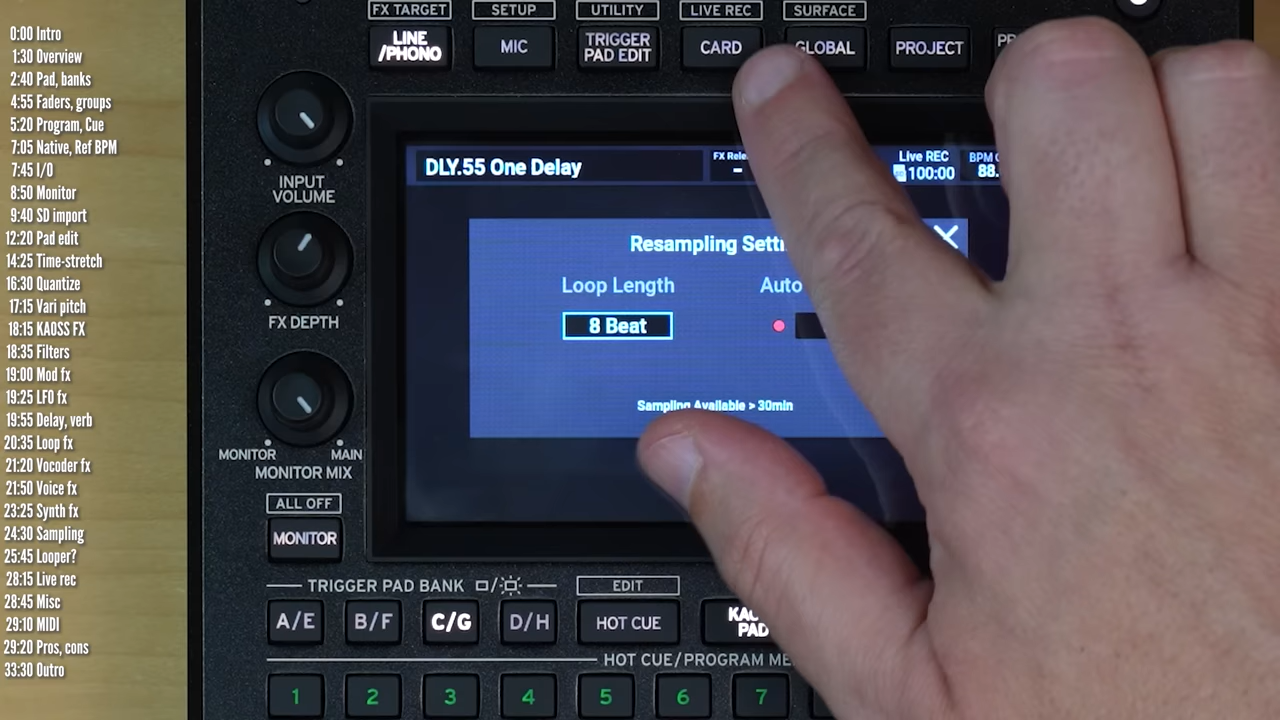 0:00 Intro
1:30 Overview
2:40 Pad, banks
4:55 Faders, groups
5:20 Program, Cue
7:05 Native, Ref BPM
7:45 I/O
8:50 Monitor
9:40 SD import
12:20 Pad edit
14:25 Time-stretch
16:30 Quantize
17:15 Vari pitch
18:15 KAOSS FX
18:35 Filters
19:00 Mod fx
19:25 LFO fx
19:55 Delay, verb
20:35 Loop fx
21:20 Vocoder fx
21:50 Voice fx
23:25 Synth fx
24:30 Sampling
25:45 Looper?
28:15 Live rec
28:45 Misc
29:10 MIDI
29:20 Pros, cons
33:30 Outro
FX TARGET SETUP UTILITY LIVE REC SURFACE
LINE /PHONO MIC TRIGGER PAD EDIT CARD GLOBAL PROJECT
INPUT VOLUME
FX DEPTH
MONITOR MAIN
MONITOR MIX
ALL OFF
MONITOR
DLY.55 One Delay
Live REC
100:00
BPM
88.
Resampling
Loop Length Auto
8 Beat
Sampling Available > 30min
TRIGGER PAD BANK EDIT
A/E B/F C/G D/H HOT CUE PAD
HOT CUE/PROGRAM
1 2 3 4 5 6 7